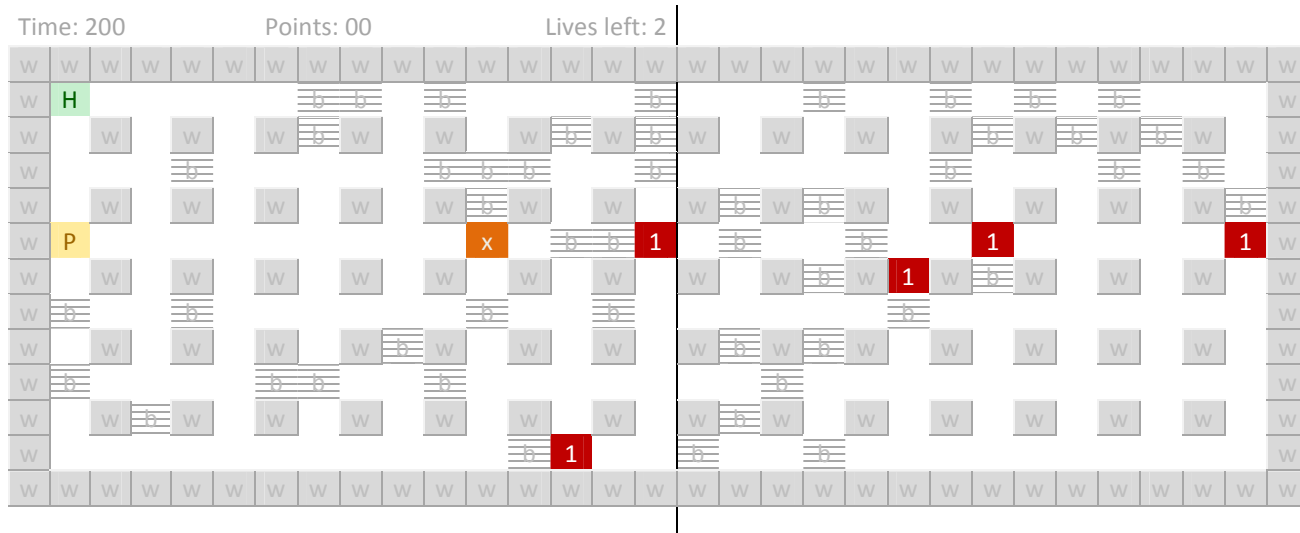 Time: 200 Points: 00 Lives left: 2
w w w w w w w w w w w w w w w w w w w w w w w w w w w w w w w
w H b b b b b b b b w
w w w w b w w w b w b w w w w b w b w b w w
w b b b b b b b b w
w w w w w w b w w w b w b w w w w w b w
w P x b b 1 b b 1 1 w
w w w w w w w w w w b w 1 w b w w w w
w b b b b b w
w w w w w b w w w w b w b w w w w w w
w b b b b b w
w w b w w w w w w w b w w w w w w w
w b 1 b b w
w w w w w w w w w w w w w w w w w w w w w w w w w w w w w w w